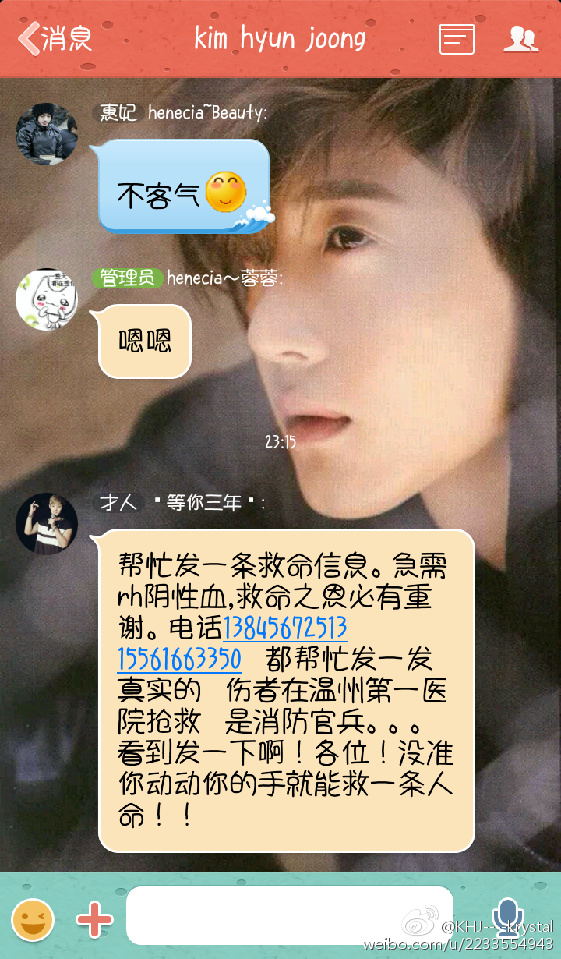 消息
kim hyun joong
惠妃 henecia~Beauty:
不客气
管理员 henecia～蓉蓉:
嗯嗯
23:15
才人 "等你三年":
帮忙发一条救命信息。急需
rh阴性血,救命之恩必有重
谢。电话13845672513
15561663350 都帮忙发一发
真实的 伤者在温州第一医
院抢救 是消防官兵。。。
看到发一下啊！各位！没准
你动动你的手就能救一条人
命！！
@KHJ---krystal
weibo.com/u/2233554943